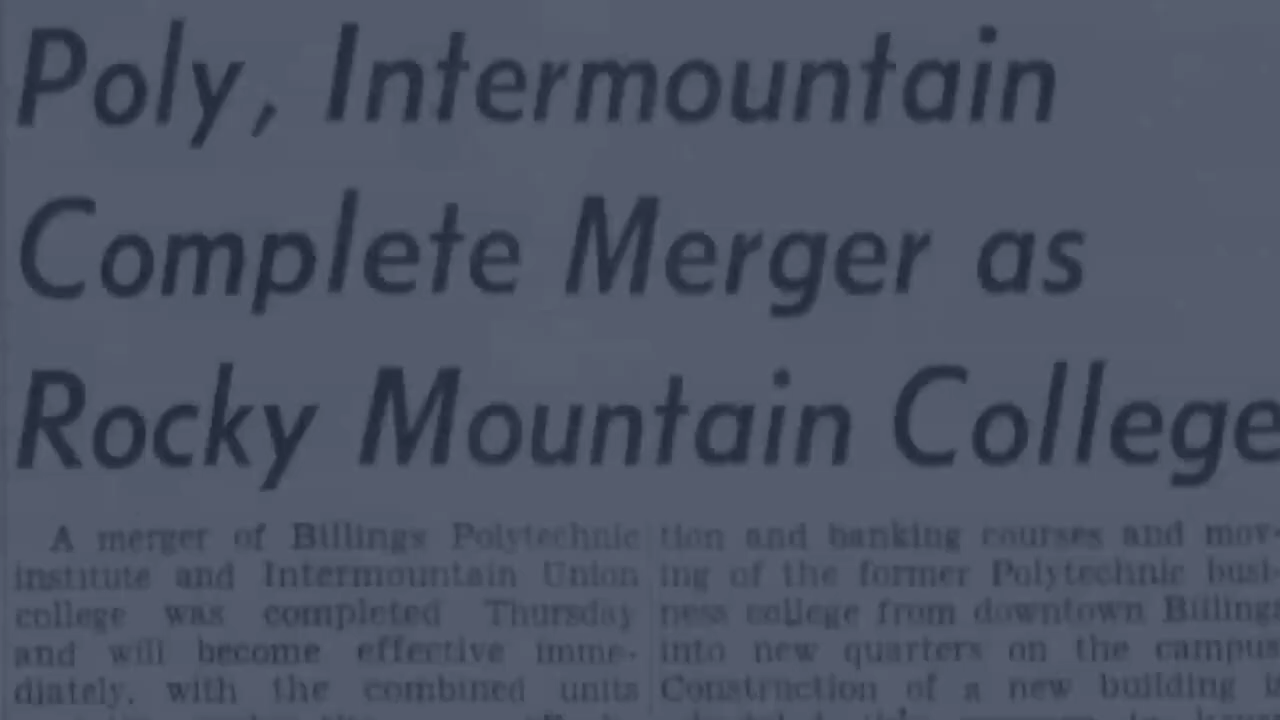 Poly, Intermountain
Complete Merger as
Rocky Mountain College
A merger of Billings Polytechnic
institute and Intermountain Union
college was completed Thursday
and will become effective imme-
diately, with the combined units
tion and banking courses and mov-
ing of the former Polytechnic busi-
ness college from downtown Billings
into new quarters on the campus
Construction of a new building is